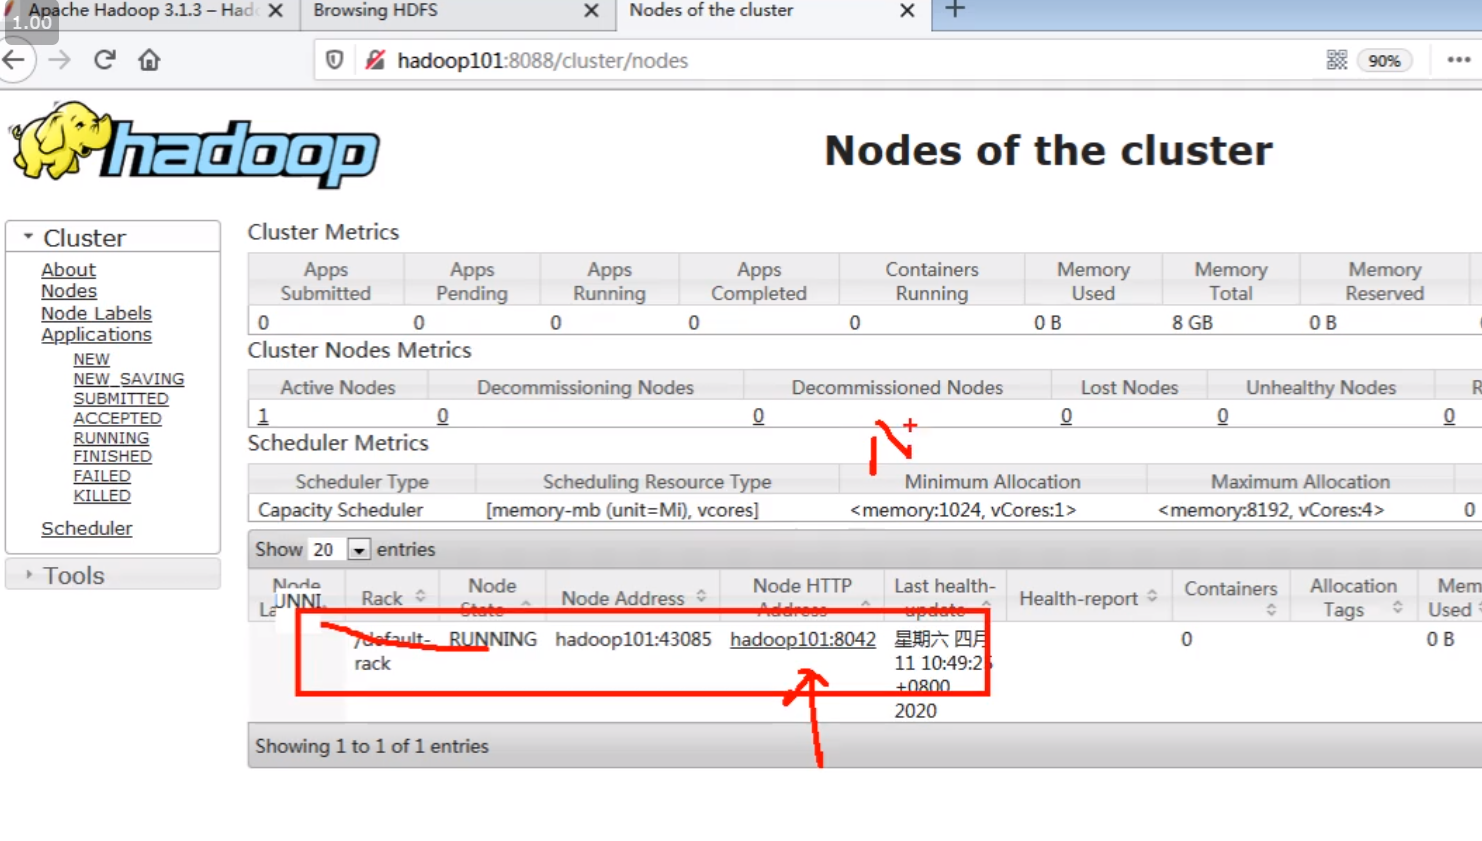 1.00
Apache Hadoop 3.1.3 – Had
Browsing HDFS
Nodes of the cluster
hadoop101:8088/cluster/nodes
90%
hadoop
Nodes of the cluster
Cluster
About
Nodes
Node Labels
Applications
NEW
NEW_SAVING
SUBMITTED
ACCEPTED
RUNNING
FINISHED
FAILED
KILLED
Scheduler
Tools
Cluster Metrics
Apps Submitted Apps Pending Apps Running Apps Completed Containers Running Memory Used Memory Total Memory Reserved
0 0 0 0 0 0 B 8 GB 0 B
Cluster Nodes Metrics
Active Nodes Decommissioning Nodes Decommissioned Nodes Lost Nodes Unhealthy Nodes R
1 0 0 0 0 0
Scheduler Metrics
Scheduler Type Scheduling Resource Type Minimum Allocation Maximum Allocation
Capacity Scheduler [memory-mb (unit=Mi), vcores] <memory:1024, vCores:1> <memory:8192, vCores:4> 0
Show 20 entries
Node La Rack Node State Node Address Node HTTP Address Last health-update Health-report Containers Allocation Tags Mem Used
UNNI
/default-rack RUNNING hadoop101:43085 hadoop101:8042 星期六 四月 11 10:49:25 +0800 2020 0 0 B
Showing 1 to 1 of 1 entries